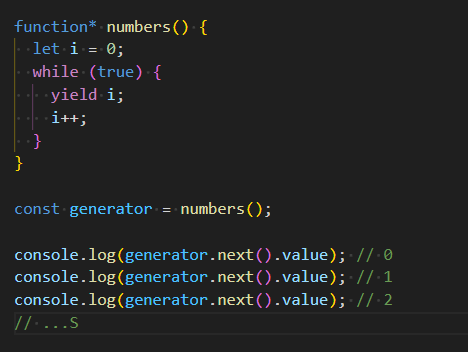 function* numbers() {
  let i = 0;
  while (true) {
    yield i;
    i++;
  }
}

const generator = numbers();

console.log(generator.next().value); // 0
console.log(generator.next().value); // 1
console.log(generator.next().value); // 2
// ...S